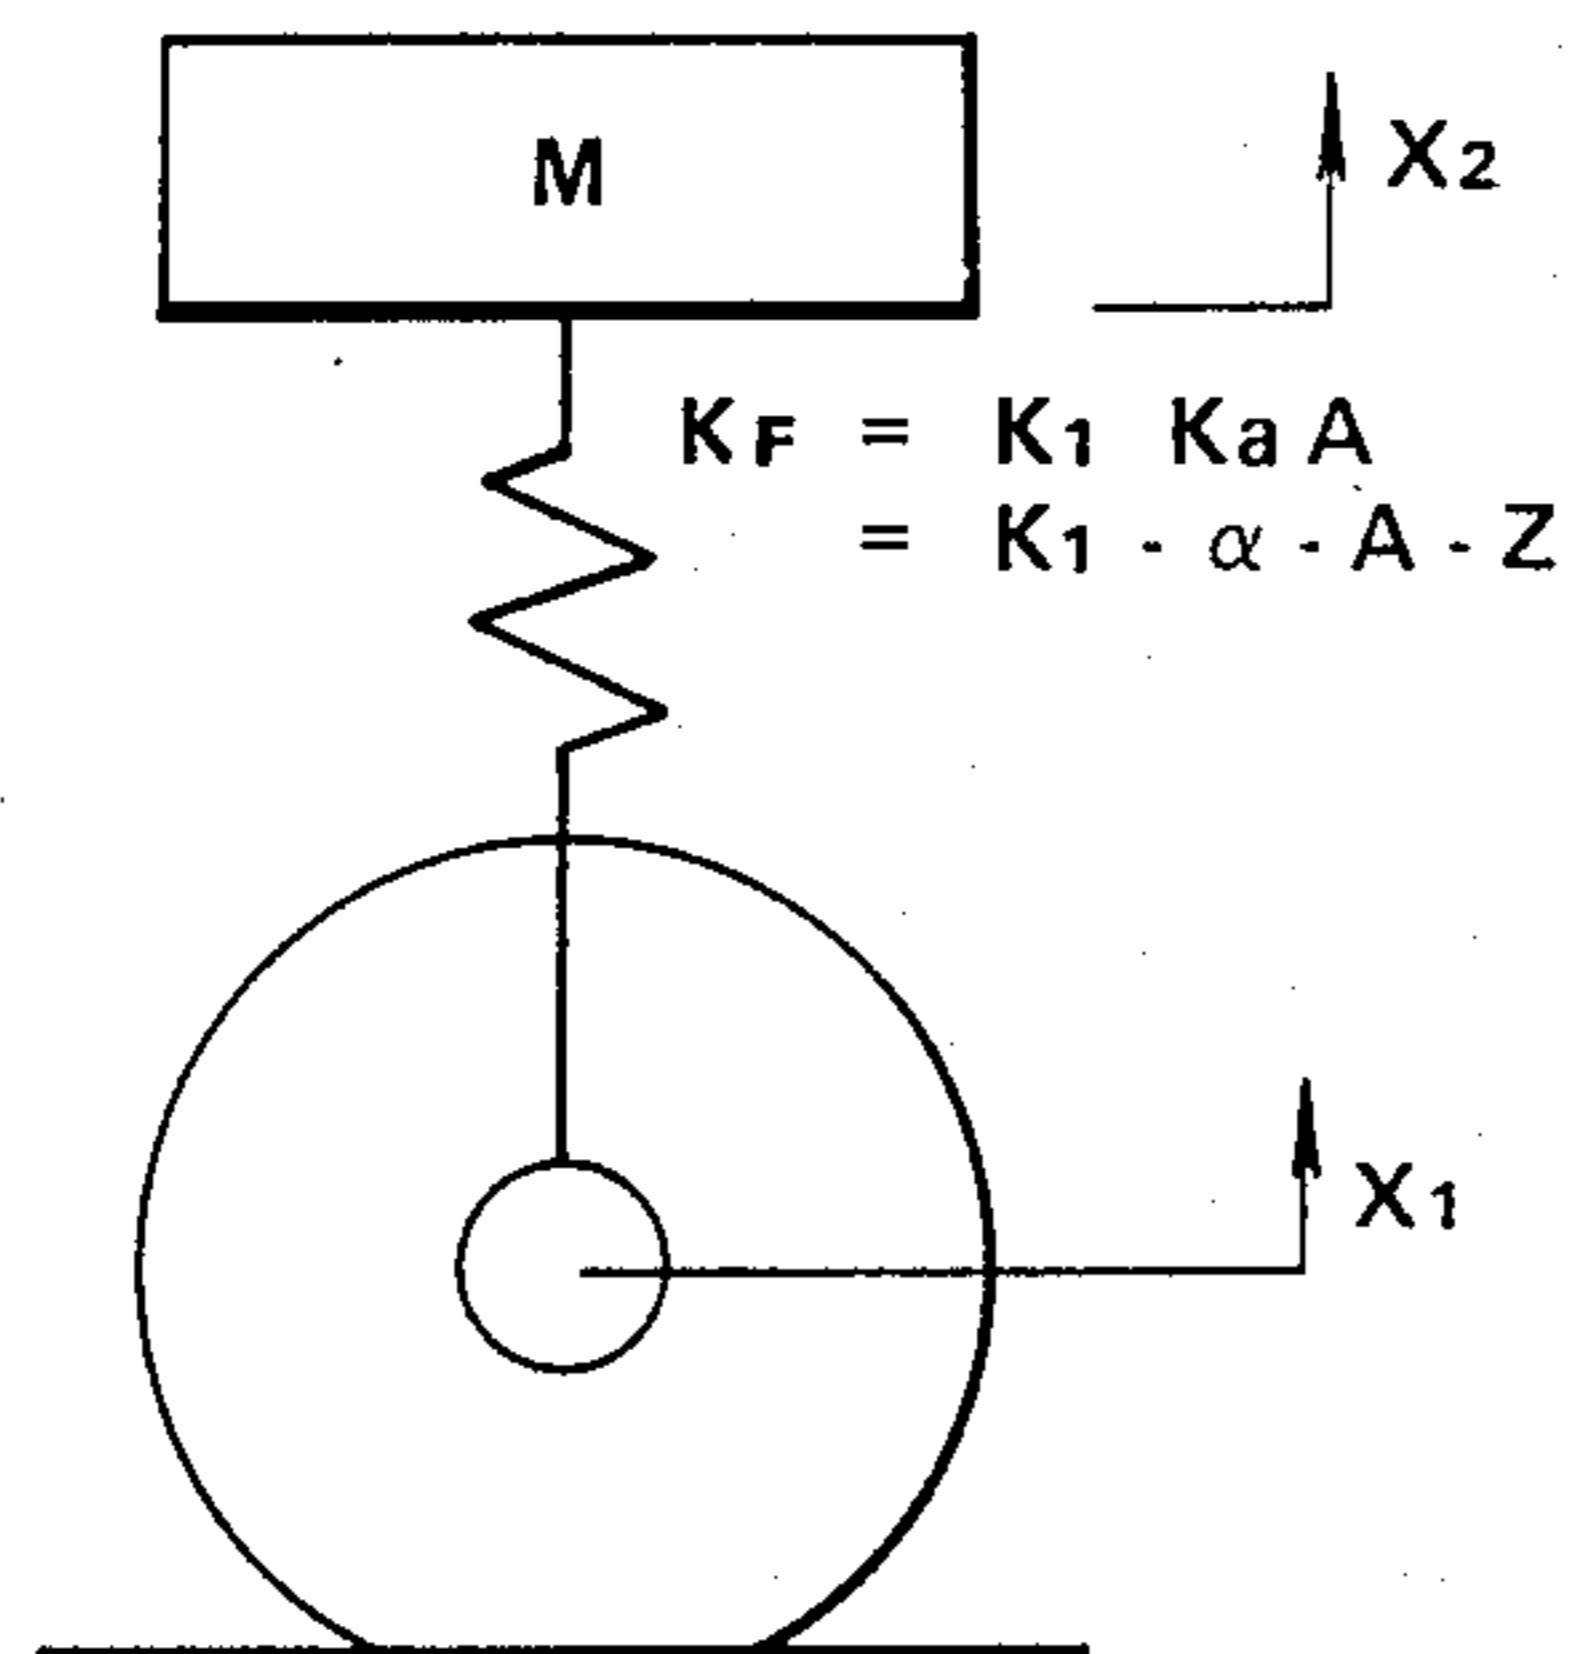 M
X2
KF = K1 Ka A
= K1 - α - A - Z
X1